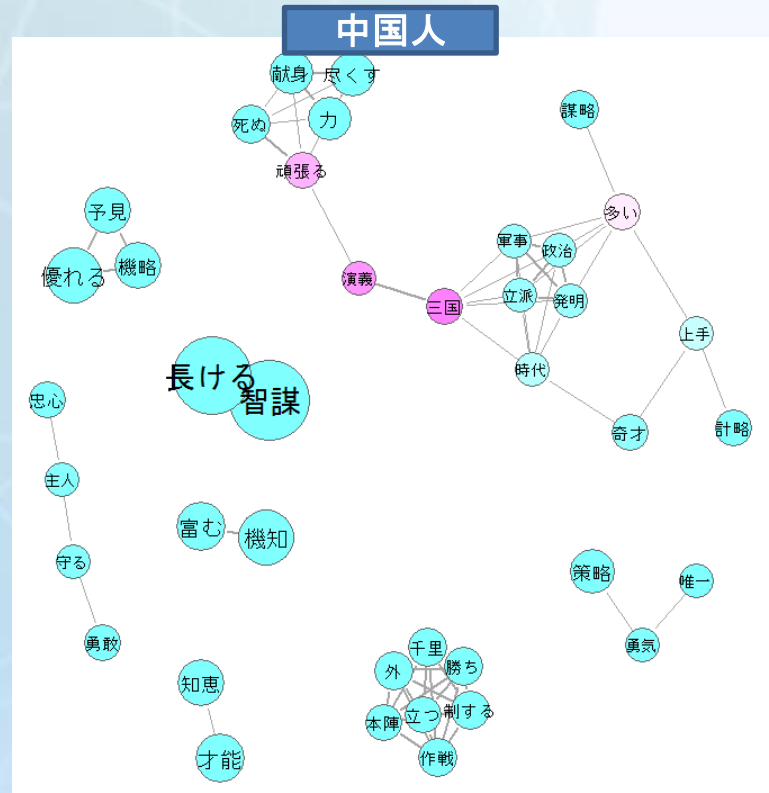 中国人
献身
尽くす
死ぬ
力
頑張る
謀略
予見
機略
優れる
多い
軍事
政治
演義
三国
立派
発明
時代
上手
奇才
計略
長ける
智謀
忠心
主人
守る
勇敢
富む
機知
策略
唯一
勇気
知恵
才能
千里
外
勝ち
本陣
立つ
制する
作戦